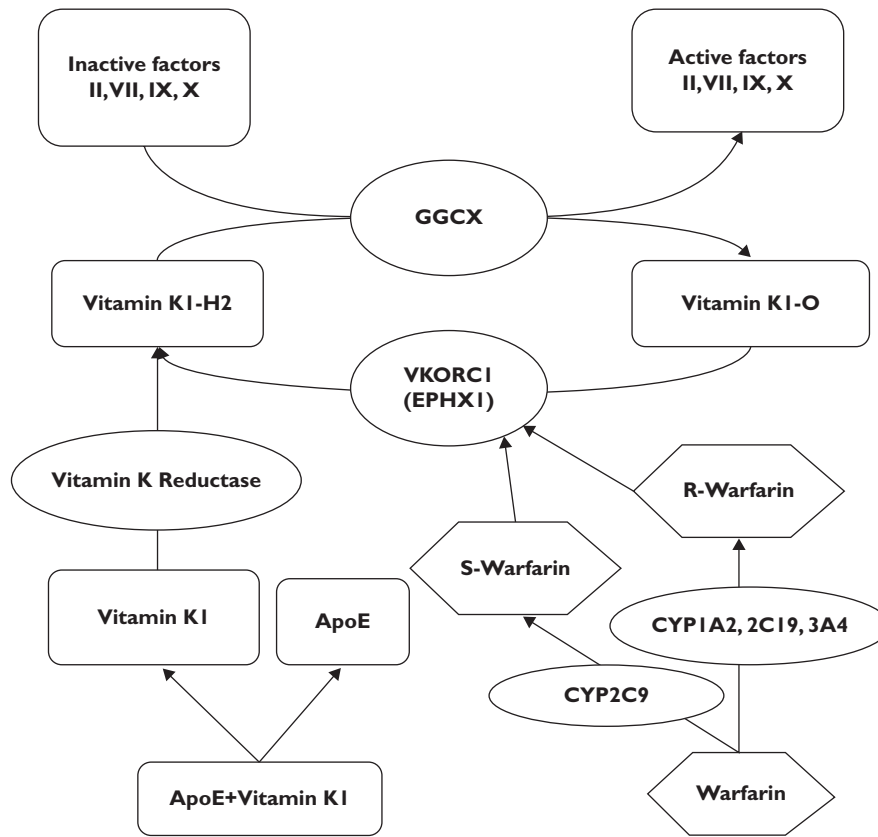 Inactive factors
II, VII, IX, X
Active factors
II, VII, IX, X
GGCX
Vitamin K1-H2
Vitamin K1-O
VKORC1
(EPHX1)
Vitamin K Reductase
R-Warfarin
S-Warfarin
Vitamin K1
ApoE
CYP1A2, 2C19, 3A4
CYP2C9
ApoE+Vitamin K1
Warfarin